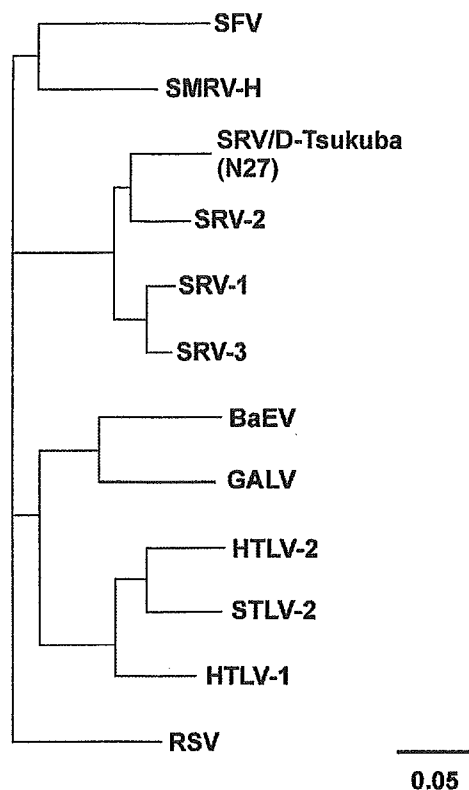 SFV
SMRV-H
SRV/D-Tsukuba
(N27)
SRV-2
SRV-1
SRV-3
BaEV
GALV
HTLV-2
STLV-2
HTLV-1
RSV
0.05